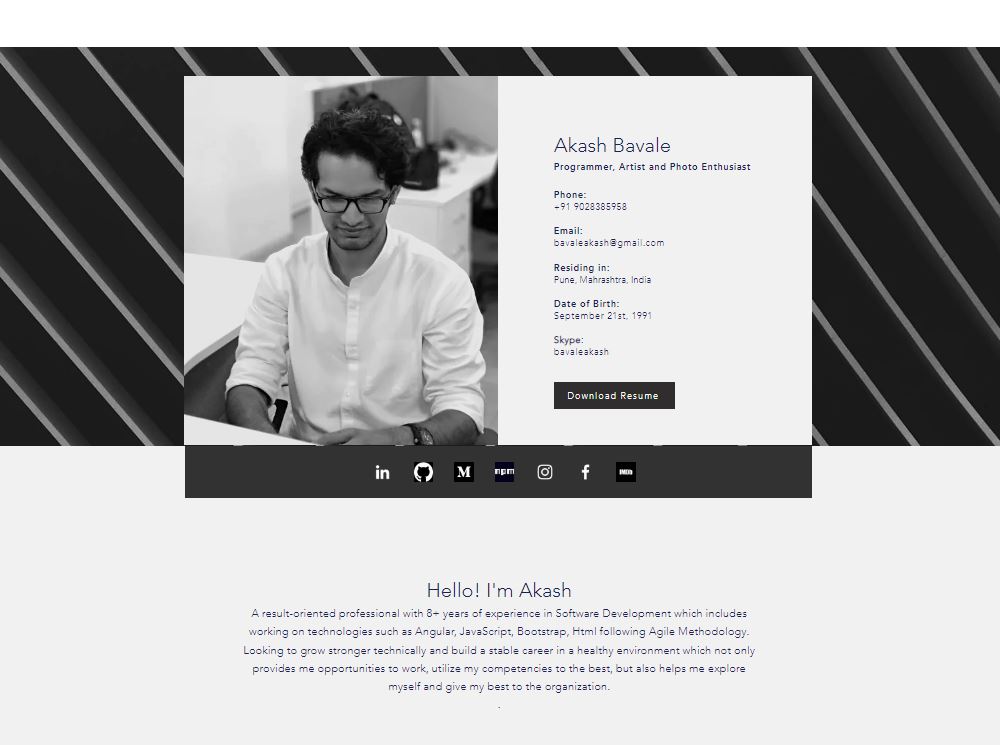 Akash Bavale
Programmer, Artist and Photo Enthusiast
Phone:
+91 9028385958
Email:
bavaleakash@gmail.com
Residing in:
Pune, Mahrashtra, India
Date of Birth:
September 21st, 1991
Skype:
bavaleakash
Download Resume
in
M
npm
f
IMDb
Hello! I'm Akash
A result-oriented professional with 8+ years of experience in Software Development which includes
working on technologies such as Angular, JavaScript, Bootstrap, Html following Agile Methodology.
Looking to grow stronger technically and build a stable career in a healthy environment which not only
provides me opportunities to work, utilize my competencies to the best, but also helps me explore
myself and give my best to the organization.
.